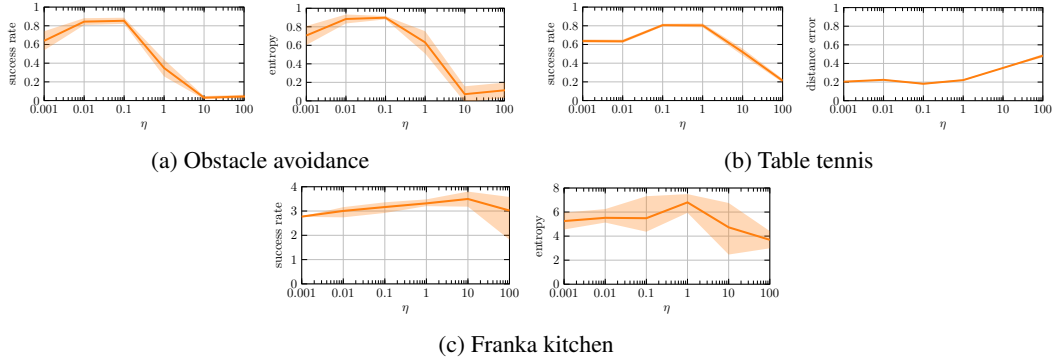 success rate
1
0.8
0.6
0.4
0.2
0
0.001 0.01 0.1 1 10 100
η
entropy
1
0.8
0.6
0.4
0.2
0
0.001 0.01 0.1 1 10 100
η
(a) Obstacle avoidance
success rate
1
0.8
0.6
0.4
0.2
0
0.001 0.01 0.1 1 10 100
η
distance error
1
0.8
0.6
0.4
0.2
0
0.001 0.01 0.1 1 10 100
η
(b) Table tennis
success rate
4
3
2
1
0
0.001 0.01 0.1 1 10 100
η
entropy
8
6
4
2
0
0.001 0.01 0.1 1 10 100
η
(c) Franka kitchen